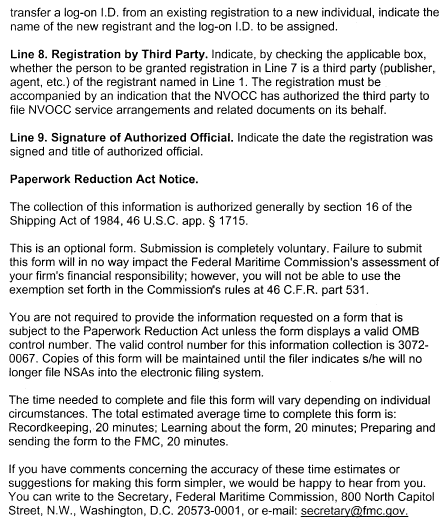 transfer a log-on I.D. from an existing registration to a new individual, indicate the
name of the new registrant and the log-on I.D. to be assigned.
Line 8. Registration by Third Party. Indicate, by checking the applicable box,
whether the person to be granted registration in Line 7 is a third party (publisher,
agent, etc.) of the registrant named in Line 1. The registration must be
accompanied by an indication that the NVOCC has authorized the third party to
file NVOCC service arrangements and related documents on its behalf.
Line 9. Signature of Authorized Official. Indicate the date the registration was
signed and title of authorized official.
Paperwork Reduction Act Notice.
The collection of this information is authorized generally by section 16 of the
Shipping Act of 1984, 46 U.S.C. app. § 1715.
This is an optional form. Submission is completely voluntary. Failure to submit
this form will in no way impact the Federal Maritime Commission's assessment of
your firm's financial responsibility; however, you will not be able to use the
exemption set forth in the Commission's rules at 46 C.F.R. part 531.
You are not required to provide the information requested on a form that is
subject to the Paperwork Reduction Act unless the form displays a valid OMB
control number. The valid control number for this information collection is 3072-
0067. Copies of this form will be maintained until the filer indicates s/he will no
longer file NSAs into the electronic filing system.
The time needed to complete and file this form will vary depending on individual
circumstances. The total estimated average time to complete this form is:
Recordkeeping, 20 minutes; Learning about the form, 20 minutes; Preparing and
sending the form to the FMC, 20 minutes.
If you have comments concerning the accuracy of these time estimates or
suggestions for making this form simpler, we would be happy to hear from you.
You can write to the Secretary, Federal Maritime Commission, 800 North Capitol
Street, N.W., Washington, D.C. 20573-0001, or e-mail: secretary@fmc.gov.